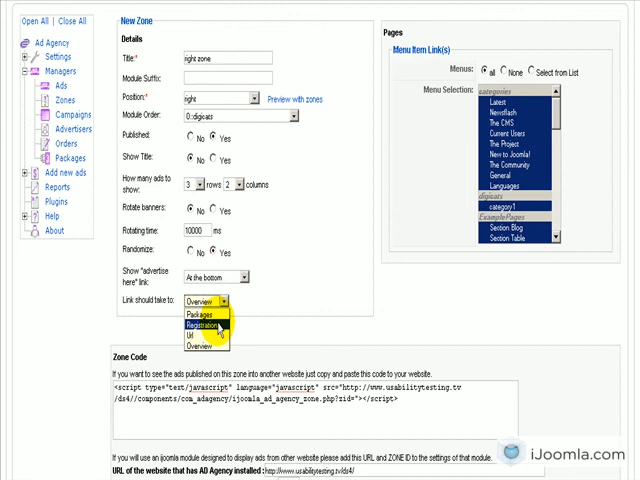 Open All | Close All
Ad Agency
Settings
Managers
Ads
Zones
Campaigns
Advertisers
Orders
Packages
Add new ads
Reports
Plugins
Help
About
New Zone
Details
Title:* right zone
Module Suffix:
Position:* right Preview with zones
Module Order: 0::digicats
Published: No Yes
Show Title: No Yes
How many ads to show: 3 rows 2 columns
Rotate banners: No Yes
Rotating time: 10000 ms
Randomize: No Yes
Show "advertise here" link: At the bottom
Link should take to: Overview
Packages
Registration
Url
Overview
Pages
Menu Item Link(s)
Menus: all None Select from List
Menu Selection: categories
Latest
Newsflash
The CMS
Current Users
The Project
New to Joomla!
The Community
General
Languages
digicats
category1
ExamplePages
Section Blog
Section Table
Zone Code
If you want to see the ads published on this zone into another website just copy and paste this code to your website.
<script type="text/javascript" language="javascript" src="http://www.usabilitytesting.tv
/ds4//components/com_adagency/ijoomla_ad_agency_zone.php?zid="></script>
If you will use an ijoomla module designed to display ads from other website please add this URL and ZONE ID to the settings of that module.
URL of the website that has AD Agency installed : http://www.usabilitytesting.tv/ds4/
iJoomla.com